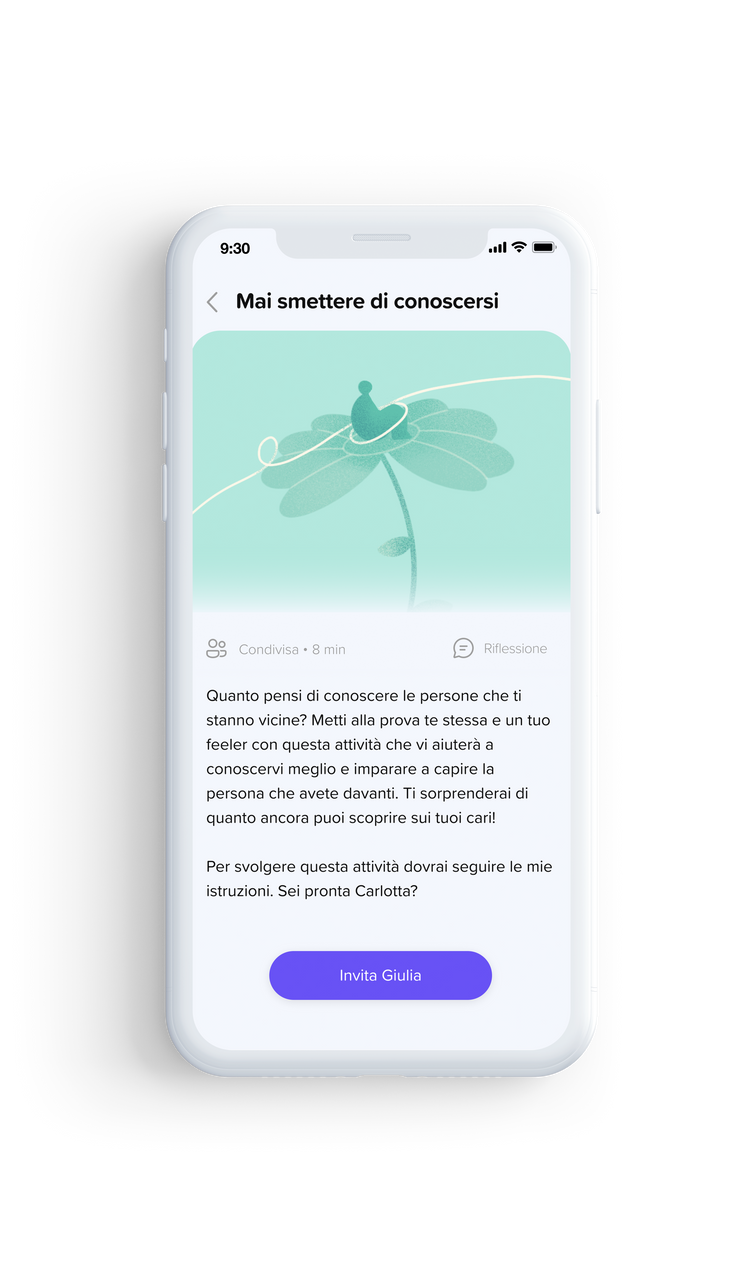 9:30
Mai smettere di conoscersi
Condivisa • 8 min
Riflessione
Quanto pensi di conoscere le persone che ti
stanno vicine? Metti alla prova te stessa e un tuo
feeler con questa attività che vi aiuterà a
conoscervi meglio e imparare a capire la
persona che avete davanti. Ti sorprenderai di
quanto ancora puoi scoprire sui tuoi cari!
Per svolgere questa attività dovrai seguire le mie
istruzioni. Sei pronta Carlotta?
Invita Giulia